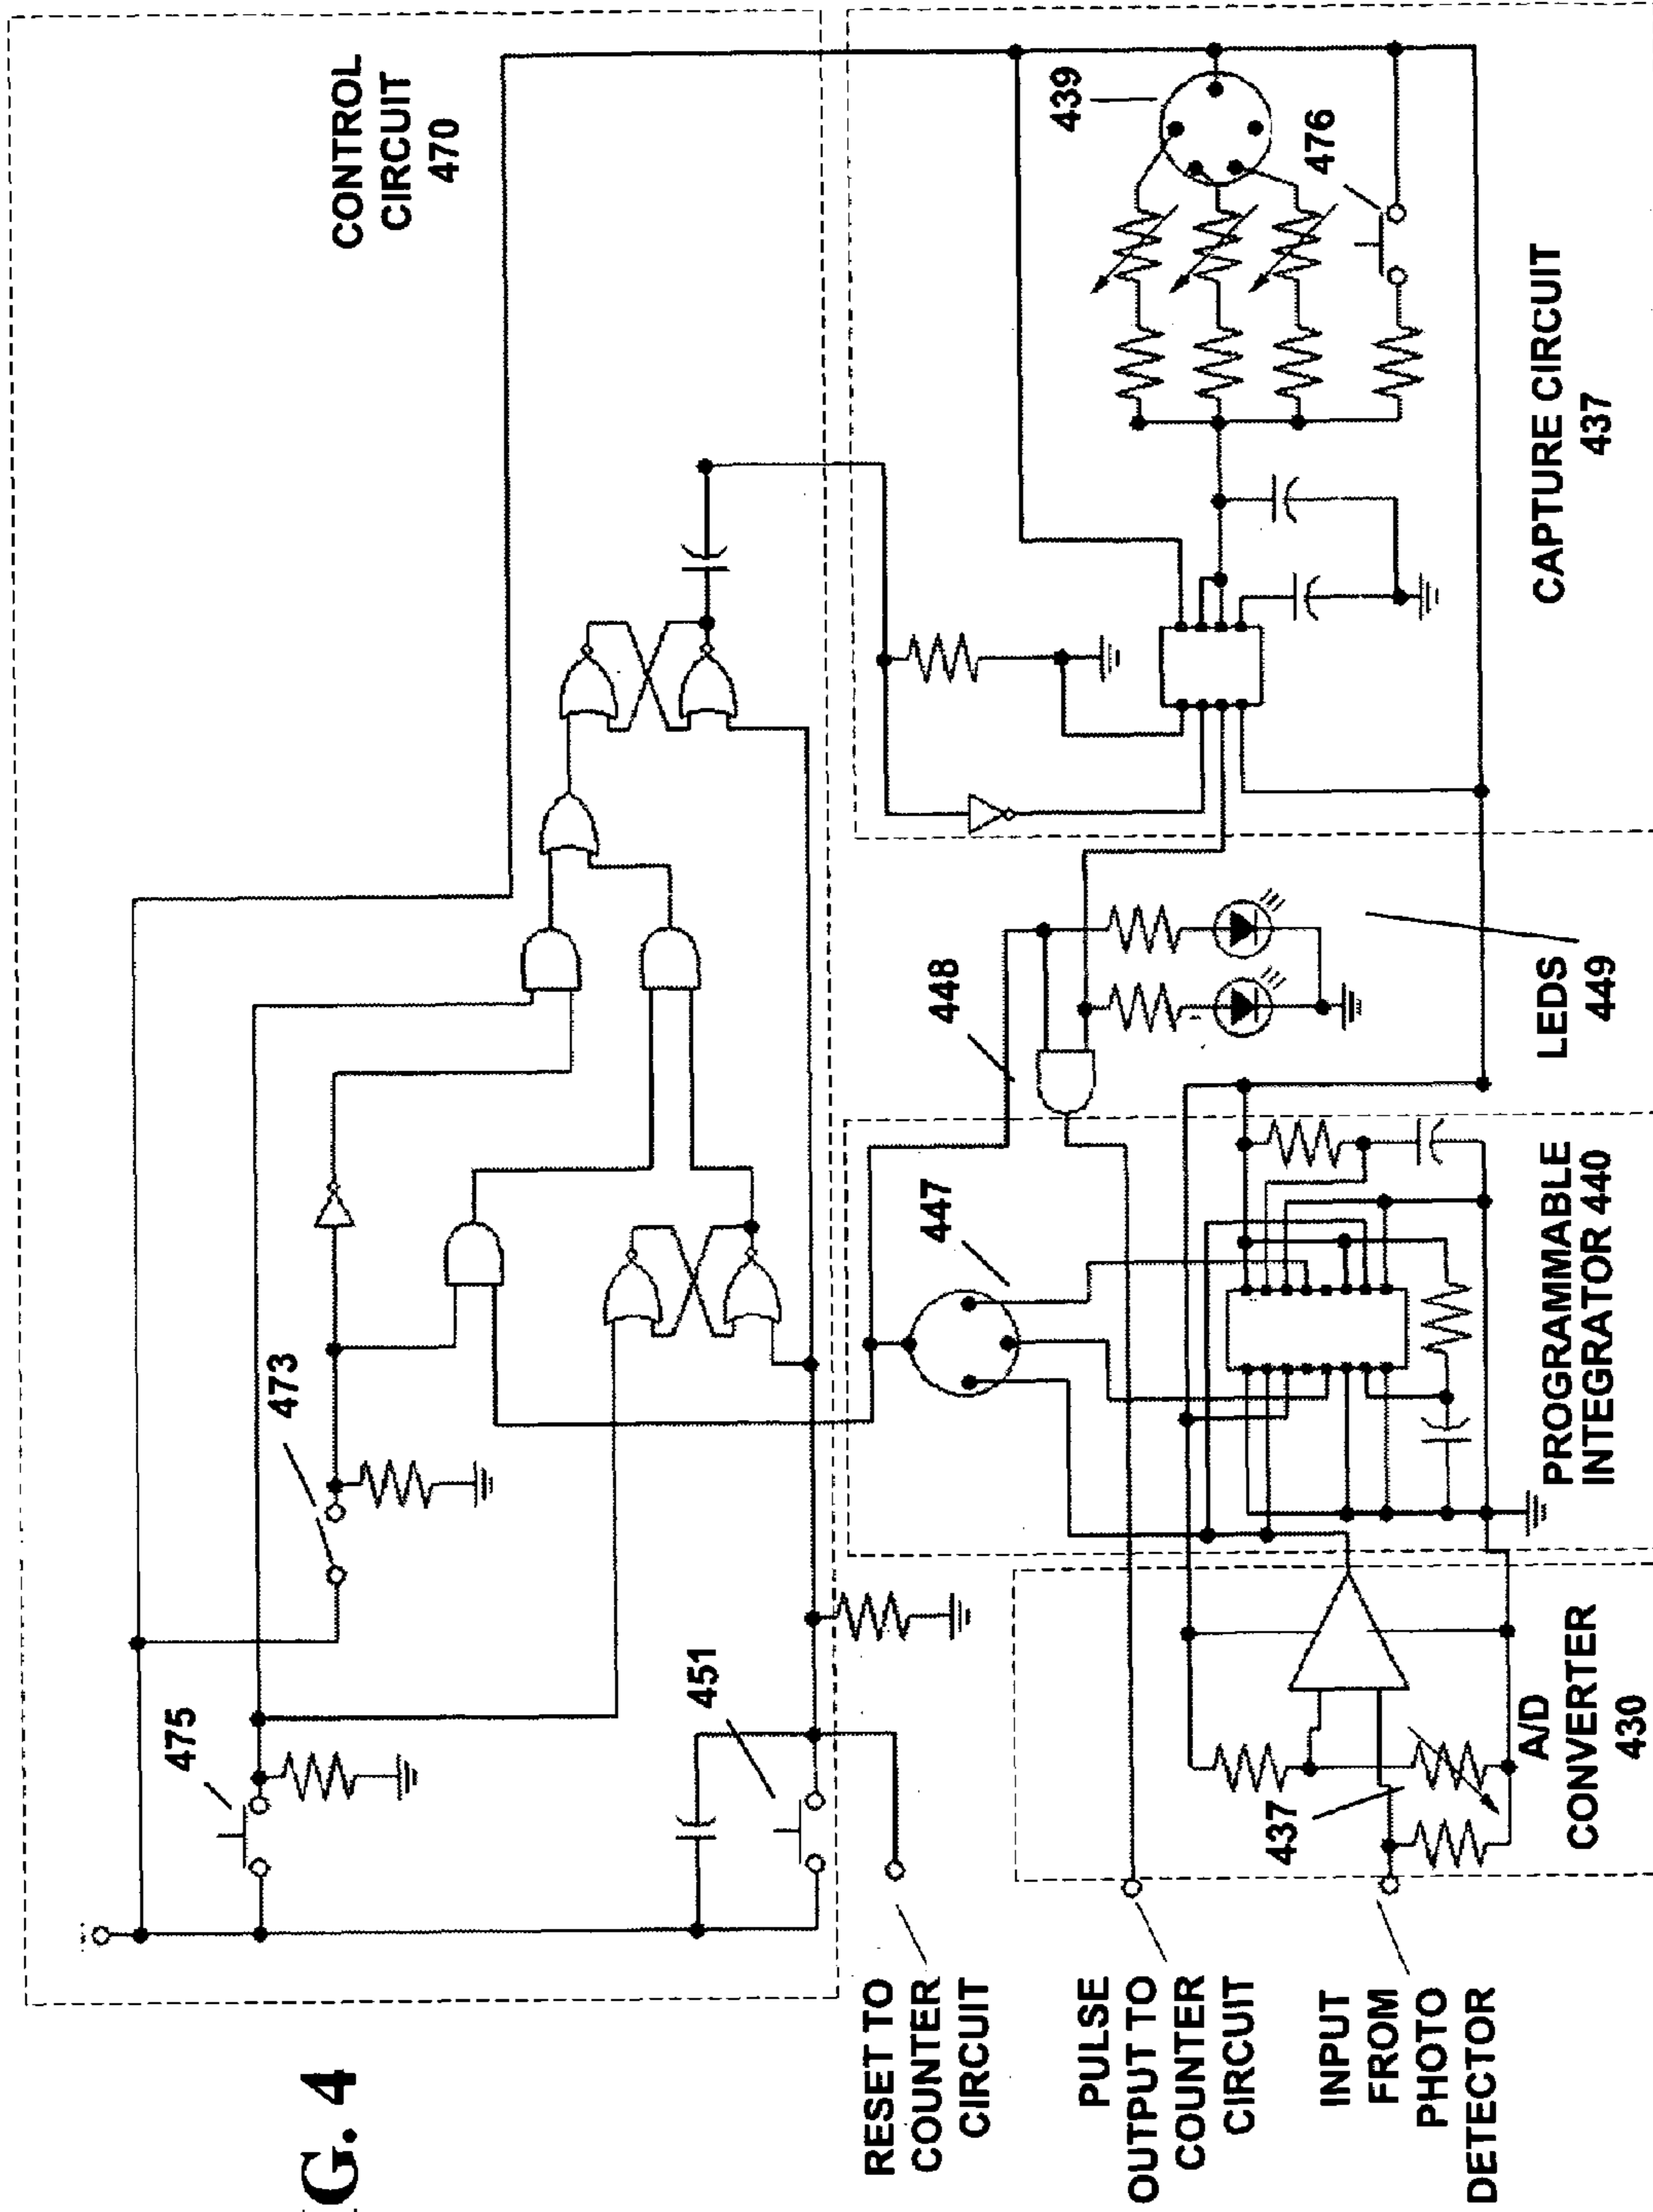 G. 4
CONTROL
CIRCUIT
470
475
473
451
439
476
CAPTURE CIRCUIT
437
448
LEDS
449
447
PROGRAMMABLE
INTEGRATOR 440
437
A/D
CONVERTER
430
RESET TO
COUNTER
CIRCUIT
PULSE
OUTPUT TO
COUNTER
CIRCUIT
INPUT
FROM
PHOTO
DETECTOR